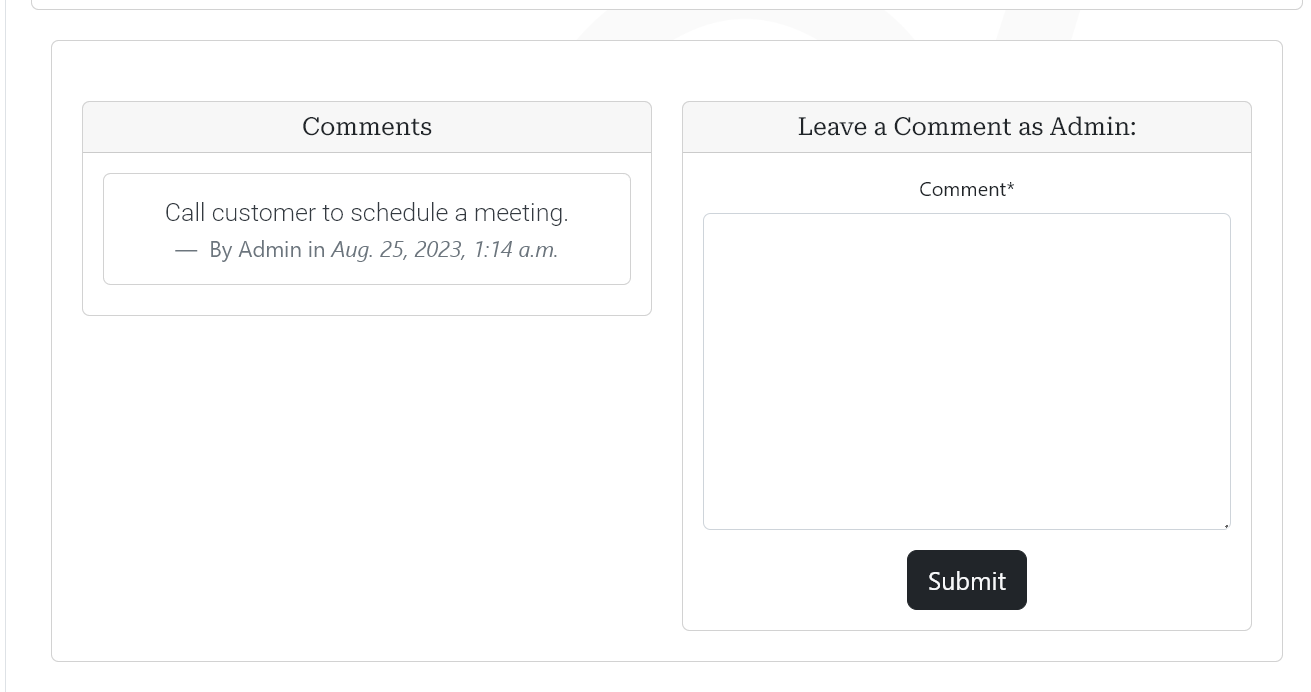 Comments
Call customer to schedule a meeting.
— By Admin in Aug. 25, 2023, 1:14 a.m.
Leave a Comment as Admin:
Comment*
Submit